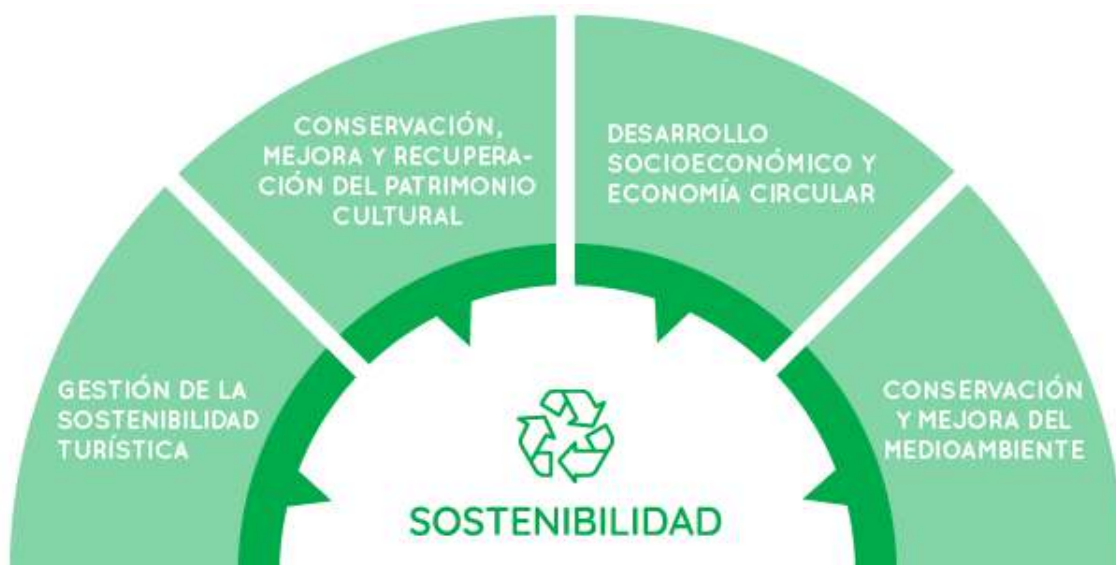 CONSERVACIÓN,
MEJORA Y RECUPERA-
CIÓN DEL PATRIMONIO
CULTURAL
DESARROLLO
SOCIOECONÓMICO Y
ECONOMÍA CIRCULAR
GESTIÓN DE LA
SOSTENIBILIDAD
TURÍSTICA
CONSERVACIÓN
Y MEJORA DEL
MEDIOAMBIENTE
SOSTENIBILIDAD